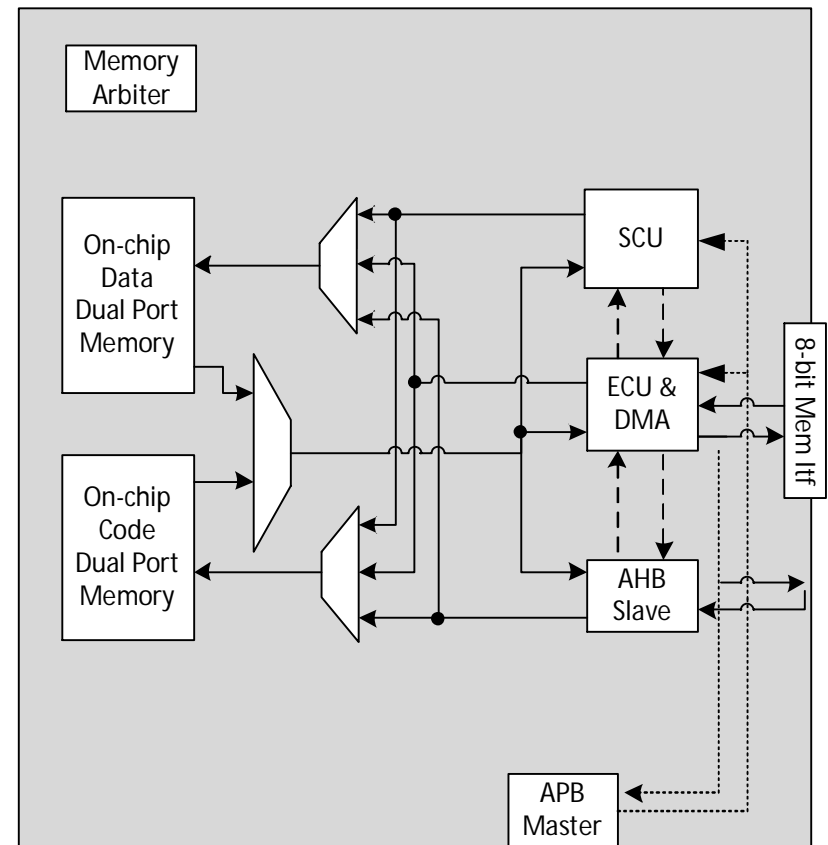 Memory
Arbiter
On-chip
Data
Dual Port
Memory
SCU
ECU &
DMA
8-bit Mem Itf
On-chip
Code
Dual Port
Memory
AHB
Slave
APB
Master